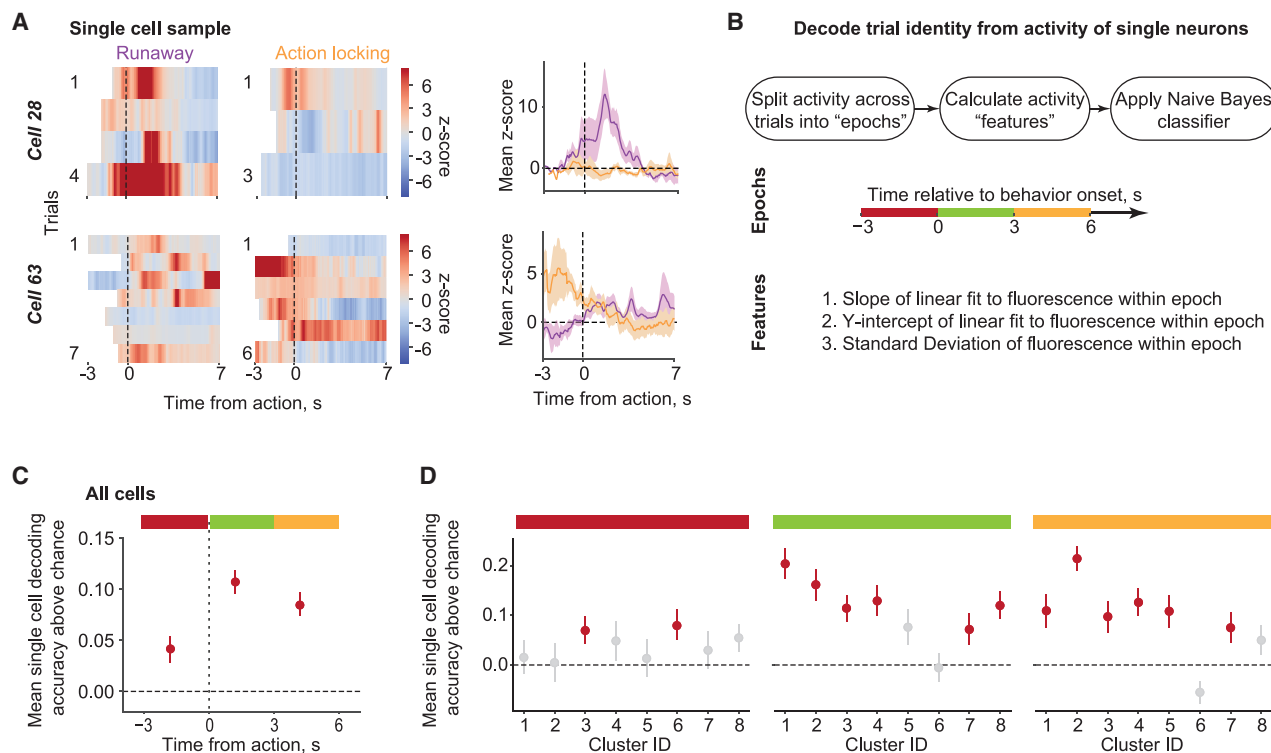 A
Single cell sample
Runaway
Action locking
Cell 28
Cell 63
Trials
1
4
1
3
1
7
1
6
6
3
0
-3
-6
z-score
6
3
0
-3
-6
z-score
-3
0
7
-3
0
7
Time from action, s
Mean z-score
10
0
Mean z-score
5
0
-3
0
7
Time from action, s
B
Decode trial identity from activity of single neurons
Split activity across
trials into “epochs”
Calculate activity
“features”
Apply Naive Bayes
classifier
Epochs
Time relative to behavior onset, s
-3
0
3
6
Features
1. Slope of linear fit to fluorescence within epoch
2. Y-intercept of linear fit to fluorescence within epoch
3. Standard Deviation of fluorescence within epoch
C
All cells
Mean single cell decoding
accuracy above chance
0.15
0.10
0.05
0.00
-3
0
3
6
Time from action, s
D
Mean single cell decoding
accuracy above chance
0.2
0.1
0.0
1 2 3 4 5 6 7 8
Cluster ID
1 2 3 4 5 6 7 8
Cluster ID
1 2 3 4 5 6 7 8
Cluster ID